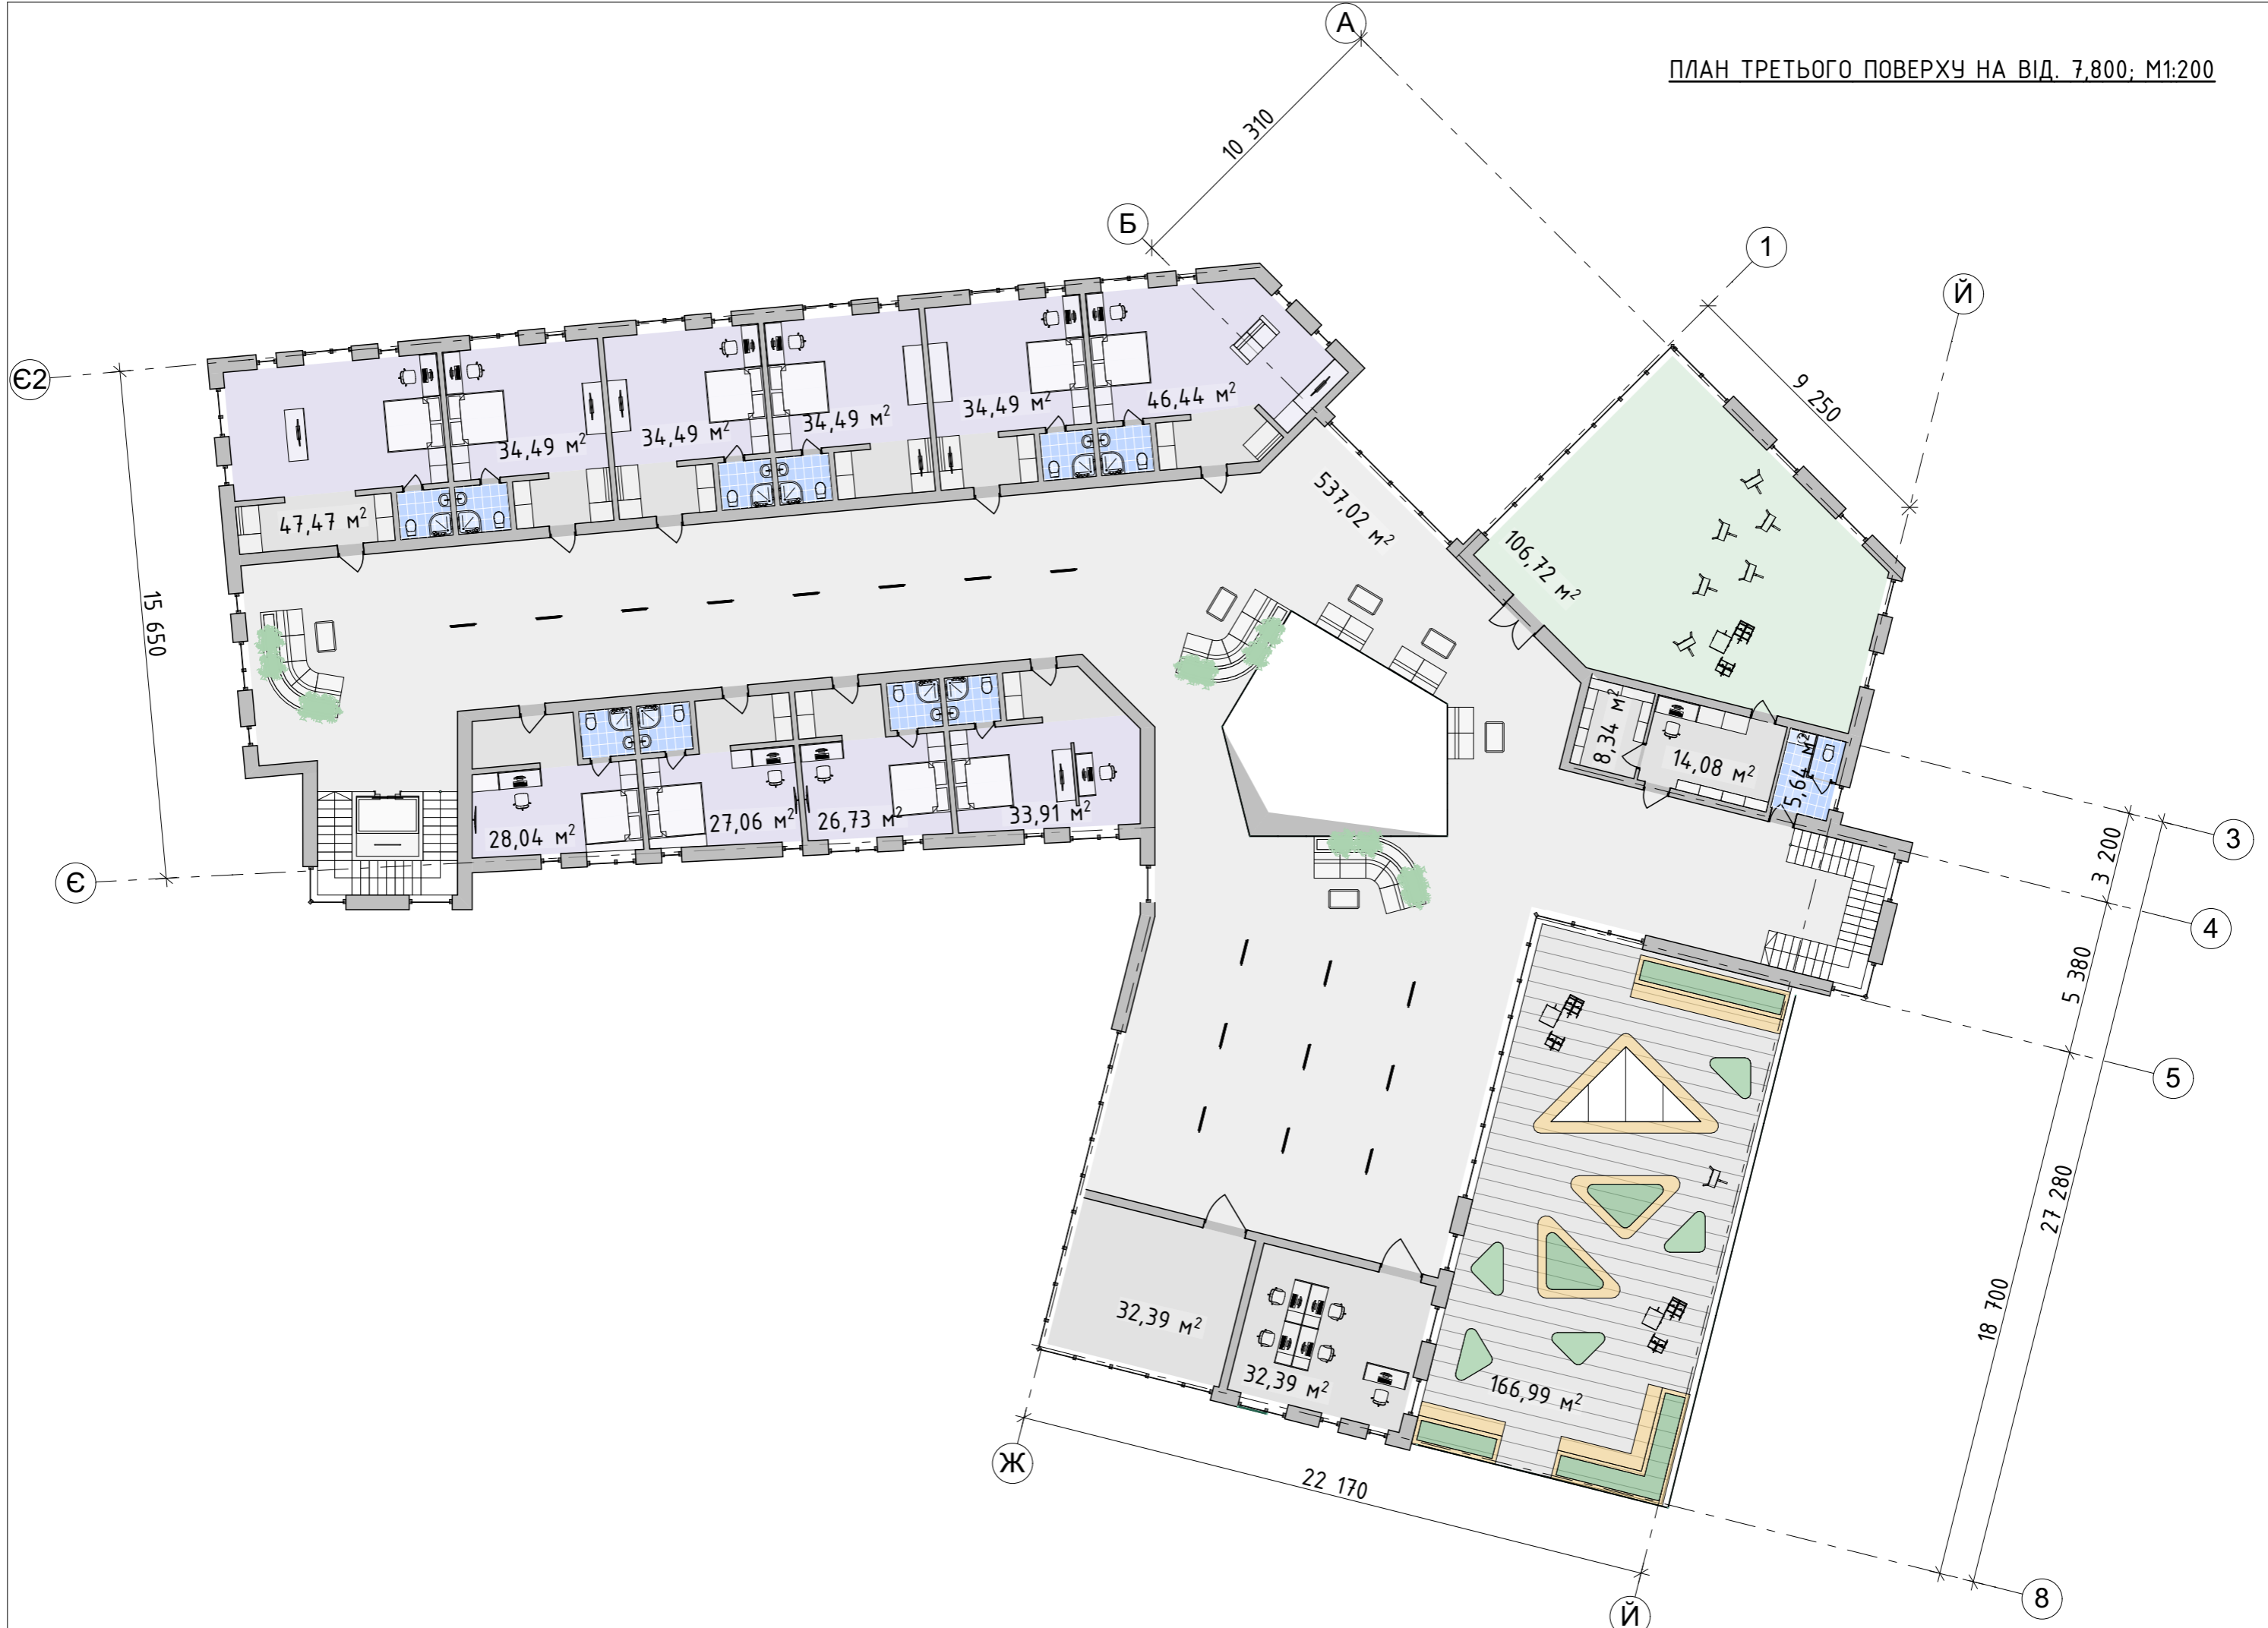 ПЛАН ТРЕТЬОГО ПОВЕРХУ НА ВІД. 7,800; М1:200
А
10 310
Б
1
Й
9 250
Є2
15 650
Є
47,47 м²
34,49 м²
34,49 м²
34,49 м²
34,49 м²
46,44 м²
537,02 м²
106,72 м²
8,34 м²
14,08 м²
5,64 м²
28,04 м²
27,06 м²
26,73 м²
33,91 м²
3
3 200
4
5 380
5
27 280
18 700
32,39 м²
32,39 м²
166,99 м²
Ж
22 170
Й
8